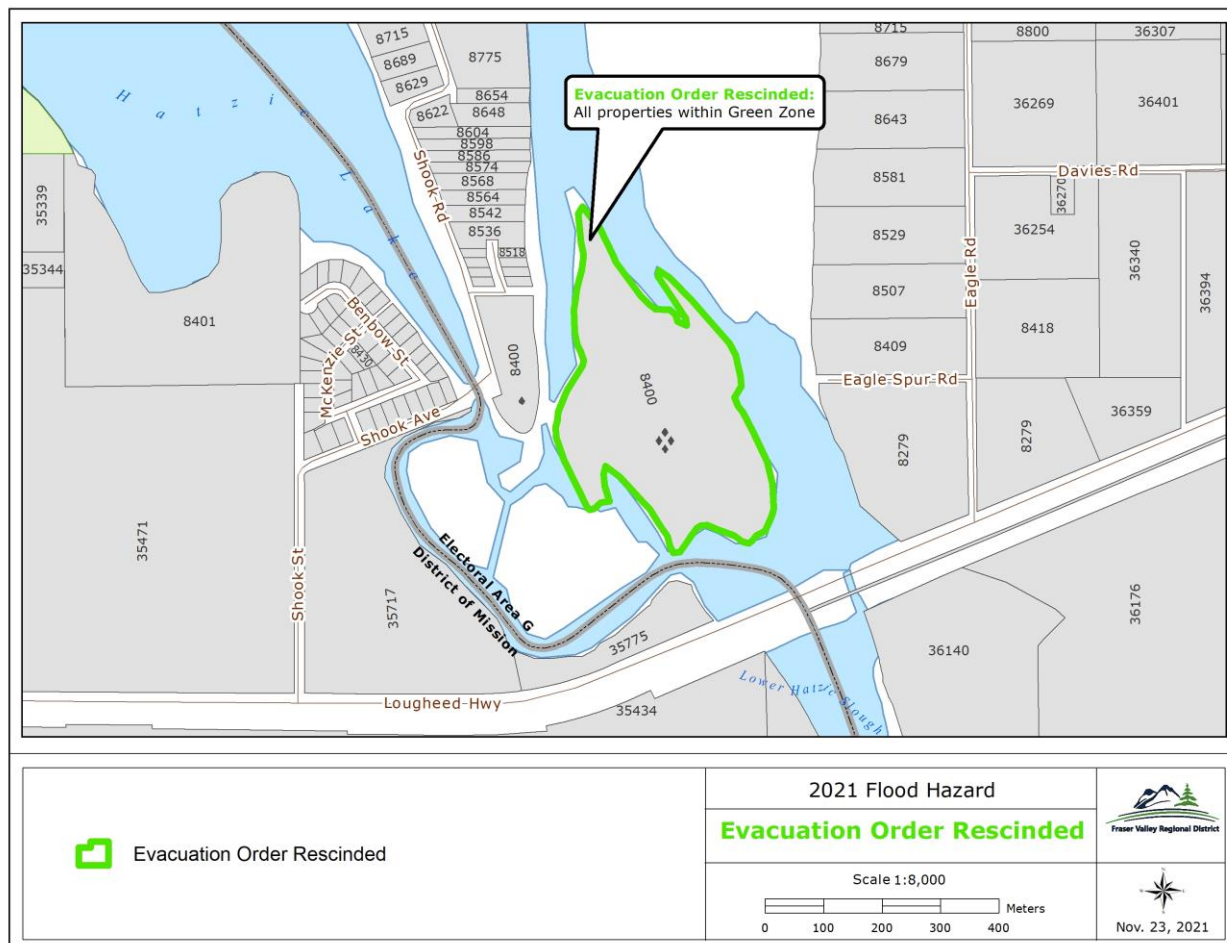 8715
8689
8629
8775
8654
8622
8648
8604
8598
8586
8574
8568
8564
8542
8536
8518
Shook Rd
Hatzic Lake
Evacuation Order Rescinded:
All properties within Green Zone
8715
8679
8643
8581
8529
8507
8409
8800
36307
36269
36401
Davies Rd
36270
36254
36340
36394
Eagle Rd
8418
Eagle Spur Rd
36359
8279
8279
35339
35344
8401
Benbow St
McKenzie St
8430
Shook Ave
8400
8400
35471
Shook St
35717
Electoral Area G
District of Mission
35775
Lougheed Hwy
35434
Lower Hatzic Slough
36140
36176
Evacuation Order Rescinded
2021 Flood Hazard
Evacuation Order Rescinded
Scale 1:8,000
Meters
0 100 200 300 400
Fraser Valley Regional District
Nov. 23, 2021